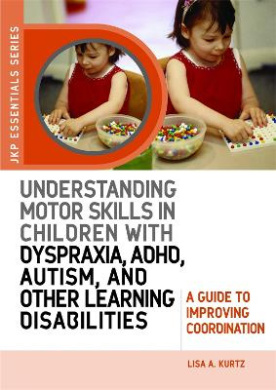 JKP ESSENTIALS SERIES
UNDERSTANDING
MOTOR SKILLS IN
CHILDREN WITH
DYSPRAXIA, ADHD,
AUTISM, AND
OTHER LEARNING
DISABILITIES
A GUIDE TO
IMPROVING
COORDINATION
LISA A. KURTZ